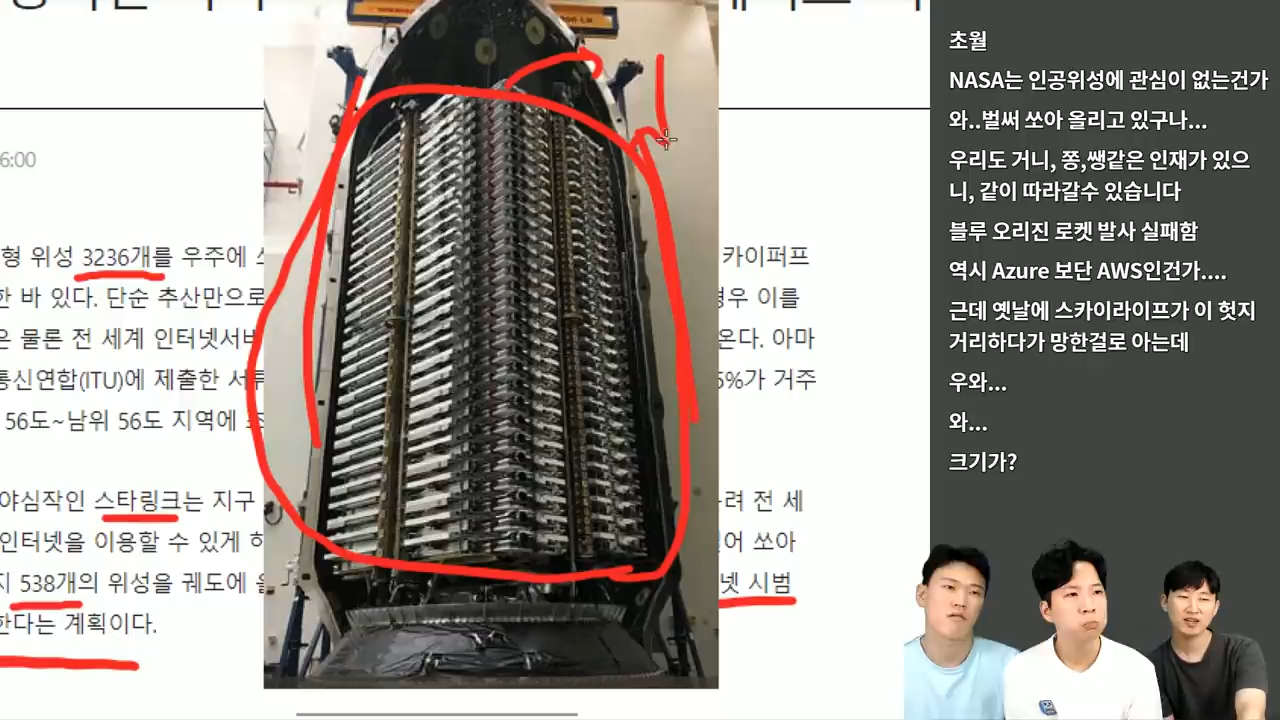 6:00
형 위성 3236개를 우주에
카이퍼프
한 바 있다. 단순 추산만으로
경우 이를
은 물론 전 세계 인터넷서비
온다. 아마
통신연합(ITU)에 제출한 서류
5%가 거주
56도~남위 56도 지역에
야심작인 스타링크는 지구
려 전 세
인터넷을 이용할 수 있게
어 쏘아
지 538개의 위성을 궤도에
넷 시범
한다는 계획이다.
초월
NASA는 인공위성에 관심이 없는건가
와..벌써 쏘아 올리고 있구나...
우리도 거니, 쫑,쌩같은 인재가 있으
니, 같이 따라갈수 있습니다
블루 오리진 로켓 발사 실패함
역시 Azure 보단 AWS인건가....
근데 옛날에 스카이라이프가 이 헛지
거리하다가 망한걸로 아는데
우와...
와...
크기가?